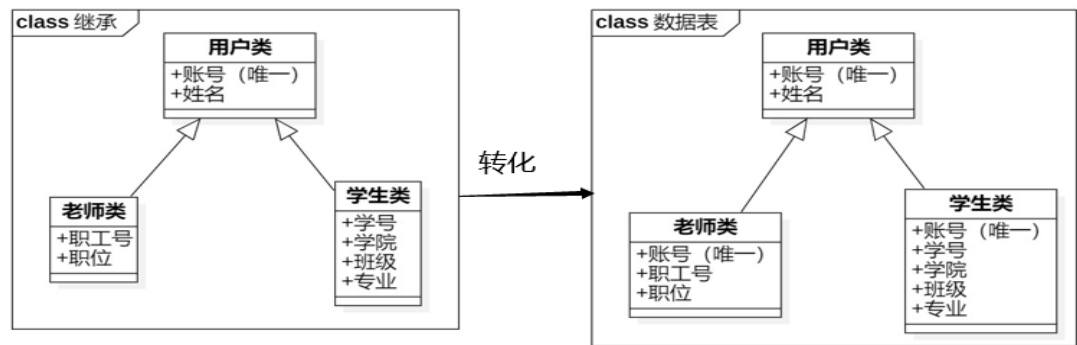 class 继承
用户类
+账号（唯一）
+姓名
老师类
+职工号
+职位
学生类
+学号
+学院
+班级
+专业
转化
class 数据表
用户类
+账号（唯一）
+姓名
老师类
+账号（唯一）
+职工号
+职位
学生类
+账号（唯一）
+学号
+学院
+班级
+专业